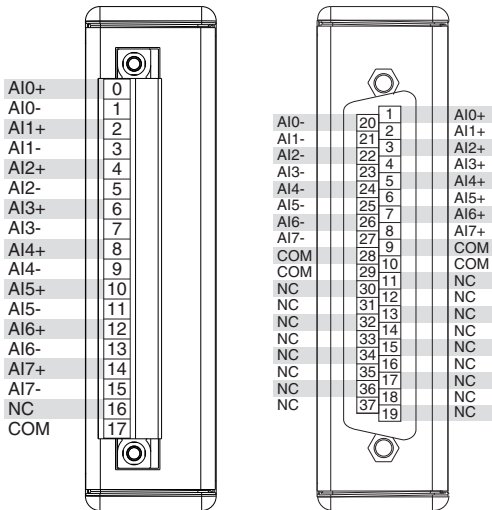 AI0+ 0
AI0- 1
AI1+ 2
AI1- 3
AI2+ 4
AI2- 5
AI3+ 6
AI3- 7
AI4+ 8
AI4- 9
AI5+ 10
AI5- 11
AI6+ 12
AI6- 13
AI7+ 14
AI7- 15
NC 16
COM 17
1 AI0+
AI0- 20
2 AI1+
AI1- 21
3 AI2+
AI2- 22
4 AI3+
AI3- 23
5 AI4+
AI4- 24
6 AI5+
AI5- 25
7 AI6+
AI6- 26
8 AI7+
AI7- 27
9 COM
COM 28
10 COM
COM 29
11 NC
NC 30
12 NC
NC 31
13 NC
NC 32
14 NC
NC 33
15 NC
NC 34
16 NC
NC 35
17 NC
NC 36
18 NC
NC 37
19 NC